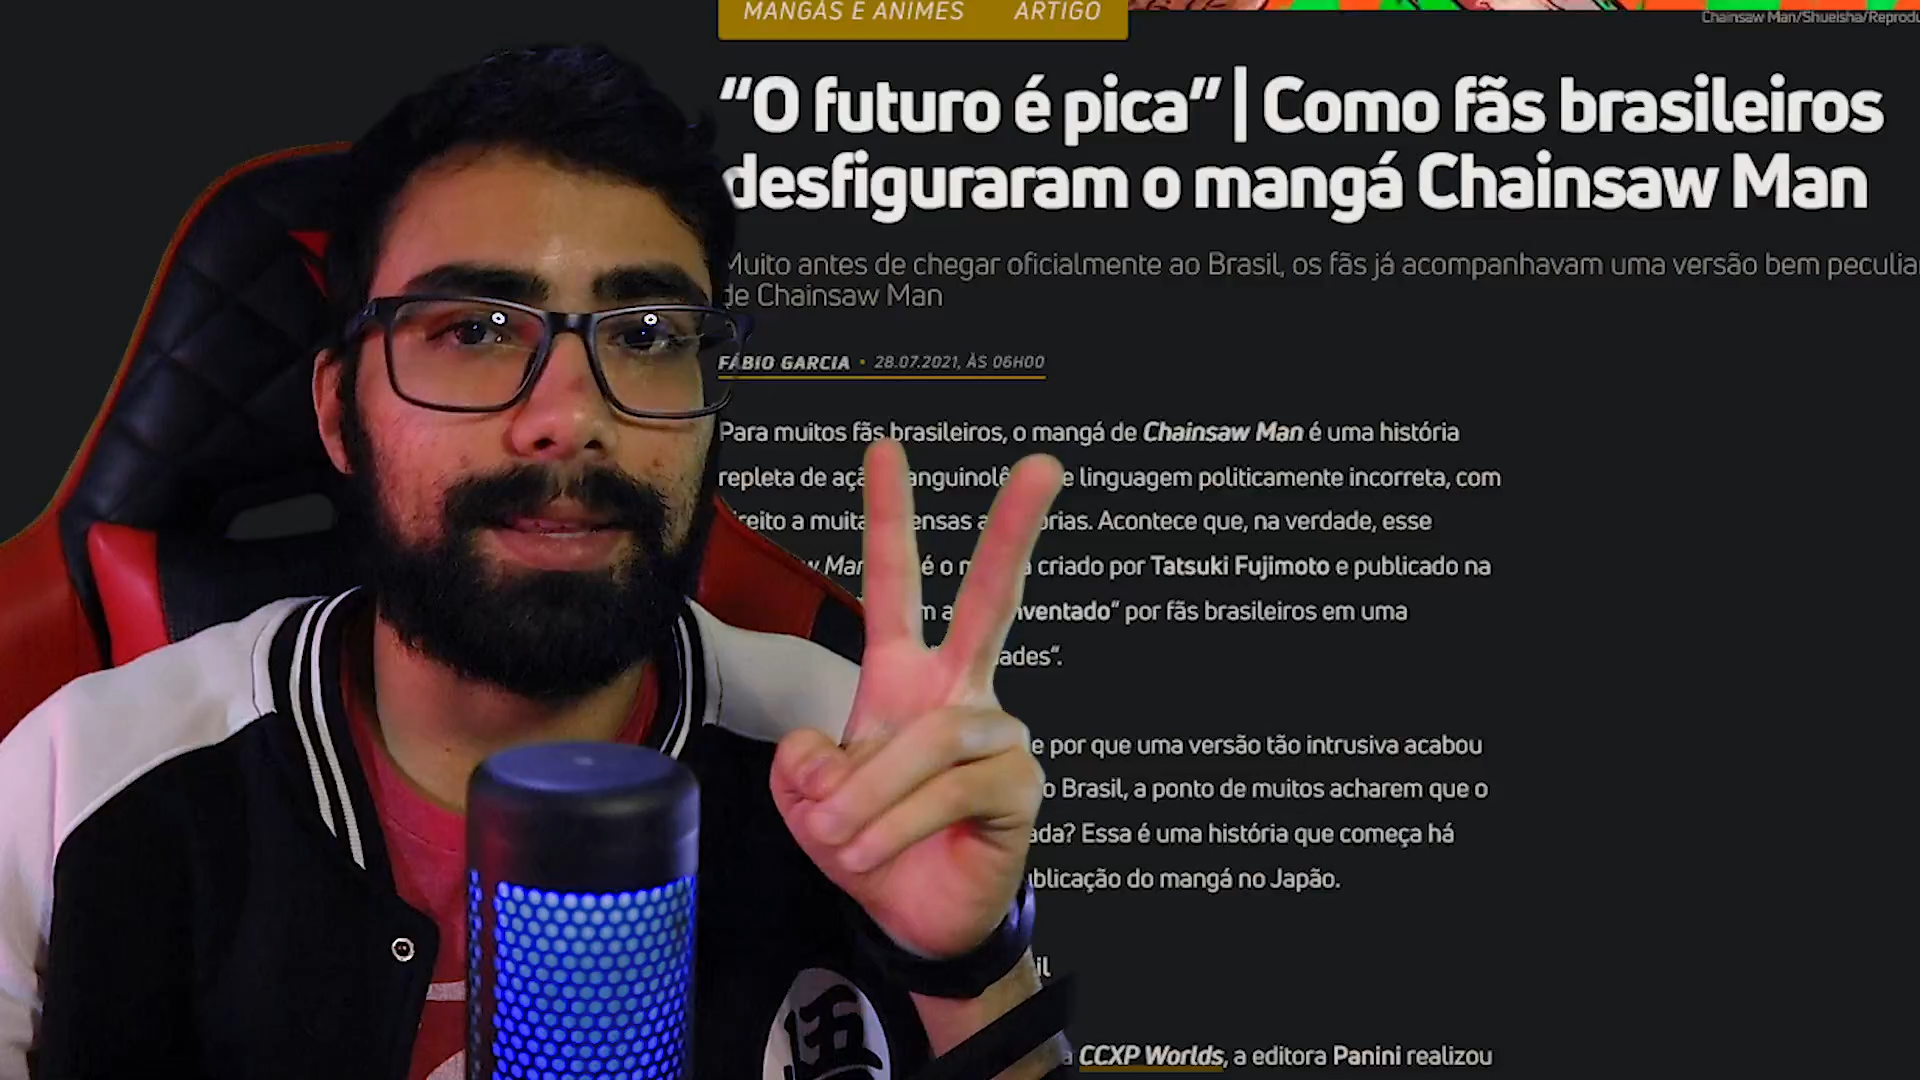 MANGÁS E ANIMES ARTIGO
Chainsaw Man/Shueisha/Reprodu
“O futuro é pica” | Como fãs brasileiros
desfiguraram o mangá Chainsaw Man
Muito antes de chegar oficialmente ao Brasil, os fãs já acompanhavam uma versão bem peculia
de Chainsaw Man
FÁBIO GARCIA • 28.07.2021, ÀS 06H00
Para muitos fãs brasileiros, o mangá de Chainsaw Man é uma história
repleta de açã anguinolê e linguagem politicamente incorreta, com
reito a muita ensas a rias. Acontece que, na verdade, esse
w Man é o m criado por Tatsuki Fujimoto e publicado na
m a nventado“ por fãs brasileiros em uma
ades“.
e por que uma versão tão intrusiva acabou
o Brasil, a ponto de muitos acharem que o
ada? Essa é uma história que começa há
blicação do mangá no Japão.
il
a CCXP Worlds, a editora Panini realizou
悟